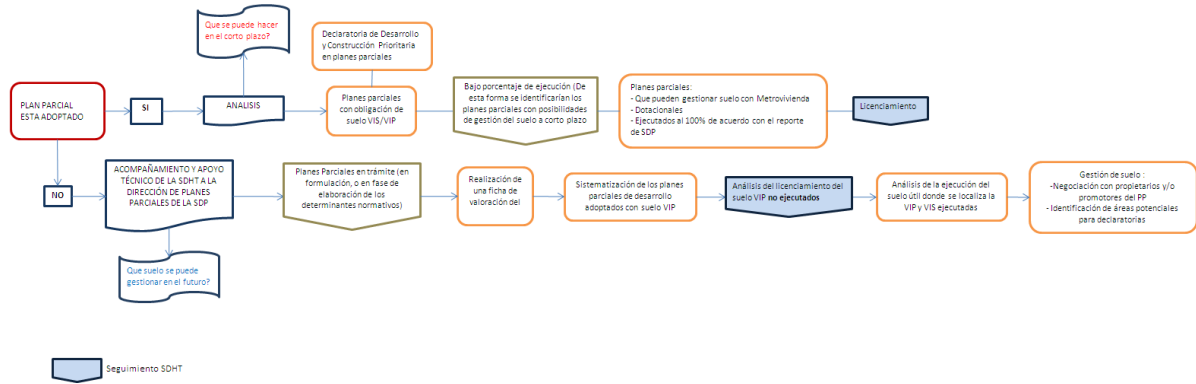 Que se puede hacer
en el corto plazo?
Declaratoria de Desarrollo
y Construcción Prioritaria
en planes parciales
PLAN PARCIAL
ESTA ADOPTADO
SI
ANALISIS
Planes parciales
con obligación de
suelo VIS/VIP
Bajo porcentaje de ejecución (De
esta forma se identificarían los
planes parciales con posibilidades
de gestión del suelo a corto plazo
Planes parciales:
- Que pueden gestionar suelo con Metrovivienda
- Dotacionales
- Ejecutados al 100% de acuerdo con el reporte
de SDP
Licenciamiento
NO
ACOMPAÑAMIENTO Y APOYO
TÉCNICO DE LA SDHT A LA
DIRECCIÓN DE PLANES
PARCIALES DE LA SDP
Planes Parciales en trámite (en
formulación, o en fase de
elaboración de los
determinantes normativos)
Realización de
una ficha de
valoración del
Sistematización de los planes
parciales de desarrollo
adoptados con suelo VIP
Análisis del licenciamiento del
suelo VIP no ejecutados
Análisis de la ejecución del
suelo útil donde se localiza la
VIP y VIS ejecutadas
Gestión de suelo :
-Negociación con propietarios y/o
promotores del PP
- Identificación de áreas potenciales
para declaratorias
Que suelo se puede
gestionar en el futuro?
Seguimiento SDHT